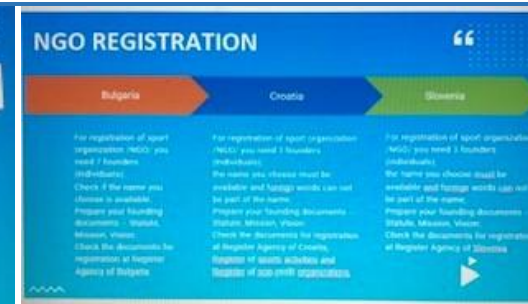 NGO REGISTRATION
“
Bulgaria
Croatia
Slovenia
For registration of sport
organization /NGO/ you
need 7 founders
(individuals);
Check if the name you
choose is available.
Prepare your founding
documents - Statute,
Mission, Vision;
Check the documents for
registration at Register
Agency of Bulgaria
For registration of sport organization
/NGO/ you need 3 founders
(individuals);
the name you choose must be
available and foreign words can not
be part of the name.
Prepare your founding documents -
Statute, Mission, Vision;
Check the documents for registration
at Register Agency of Croatia,
Register of sports activities and
Register of non-profit organizations.
For registration of sport organization
/NGO/ you need 3 founders
(individuals);
the name you choose must be
available and foreign words can not
be part of the name.
Prepare your founding documents -
Statute, Mission, Vision;
Check the documents for registration
at Register Agency of Slovenia